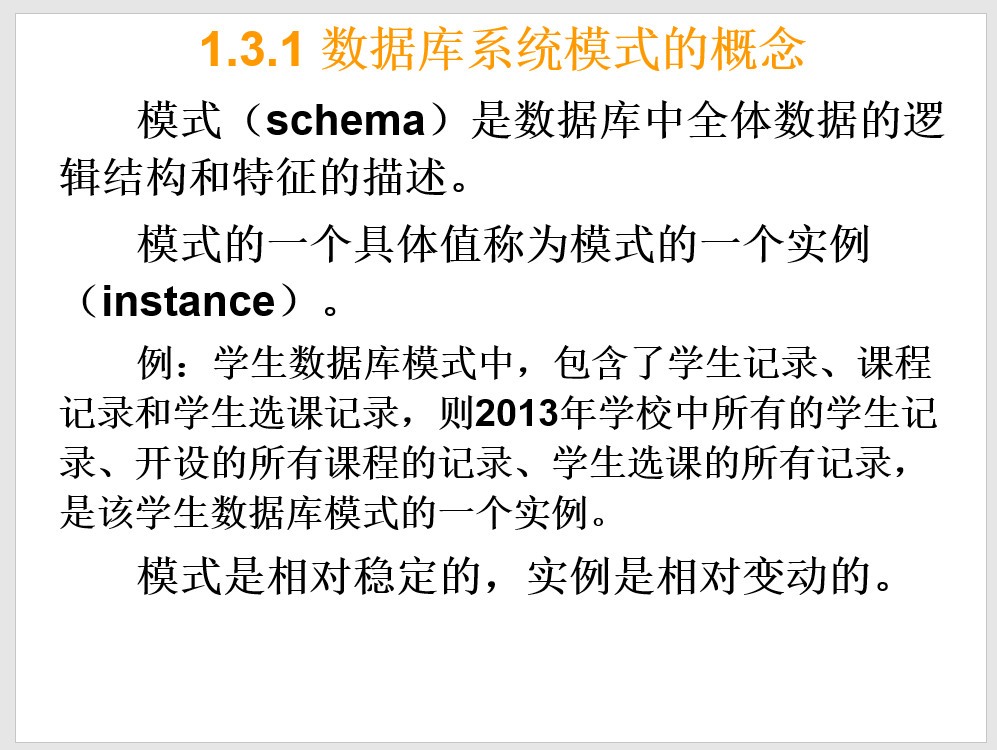 1.3.1 数据库系统模式的概念
模式（schema）是数据库中全体数据的逻
辑结构和特征的描述。
模式的一个具体值称为模式的一个实例
（instance）。
例：学生数据库模式中，包含了学生记录、课程
记录和学生选课记录，则2013年学校中所有的学生记
录、开设的所有课程的记录、学生选课的所有记录，
是该学生数据库模式的一个实例。
模式是相对稳定的，实例是相对变动的。